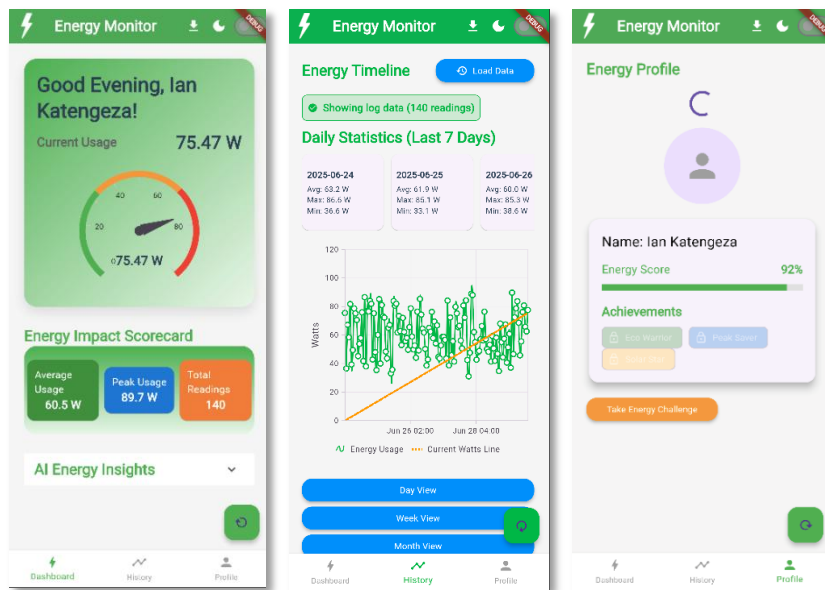 Energy Monitor
DEBUG
Good Evening, Ian
Katengeza!
Current Usage
75.47 W
20
40
60
80
0
75.47 W
Energy Impact Scorecard
Average
Usage
60.5 W
Peak Usage
89.7 W
Total
Readings
140
AI Energy Insights
Dashboard
History
Profile
Energy Monitor
DEBUG
Energy Timeline
Load Data
Showing log data (140 readings)
Daily Statistics (Last 7 Days)
2025-06-24
Avg: 63.2 W
Max: 86.6 W
Min: 36.6 W
2025-06-25
Avg: 61.9 W
Max: 85.1 W
Min: 33.1 W
2025-06-26
Avg: 60.0 W
Max: 85.3 W
Min: 38.6 W
120
100
80
60
40
20
0
Watts
Jun 26 02:00
Jun 28 04:00
Energy Usage
Current Watts Line
Day View
Week View
Month View
Dashboard
History
Profile
Energy Monitor
DEBUG
Energy Profile
Name: Ian Katengeza
Energy Score
92%
Achievements
Eco Warrior
Peak Saver
Take Energy Challenge
Dashboard
History
Profile